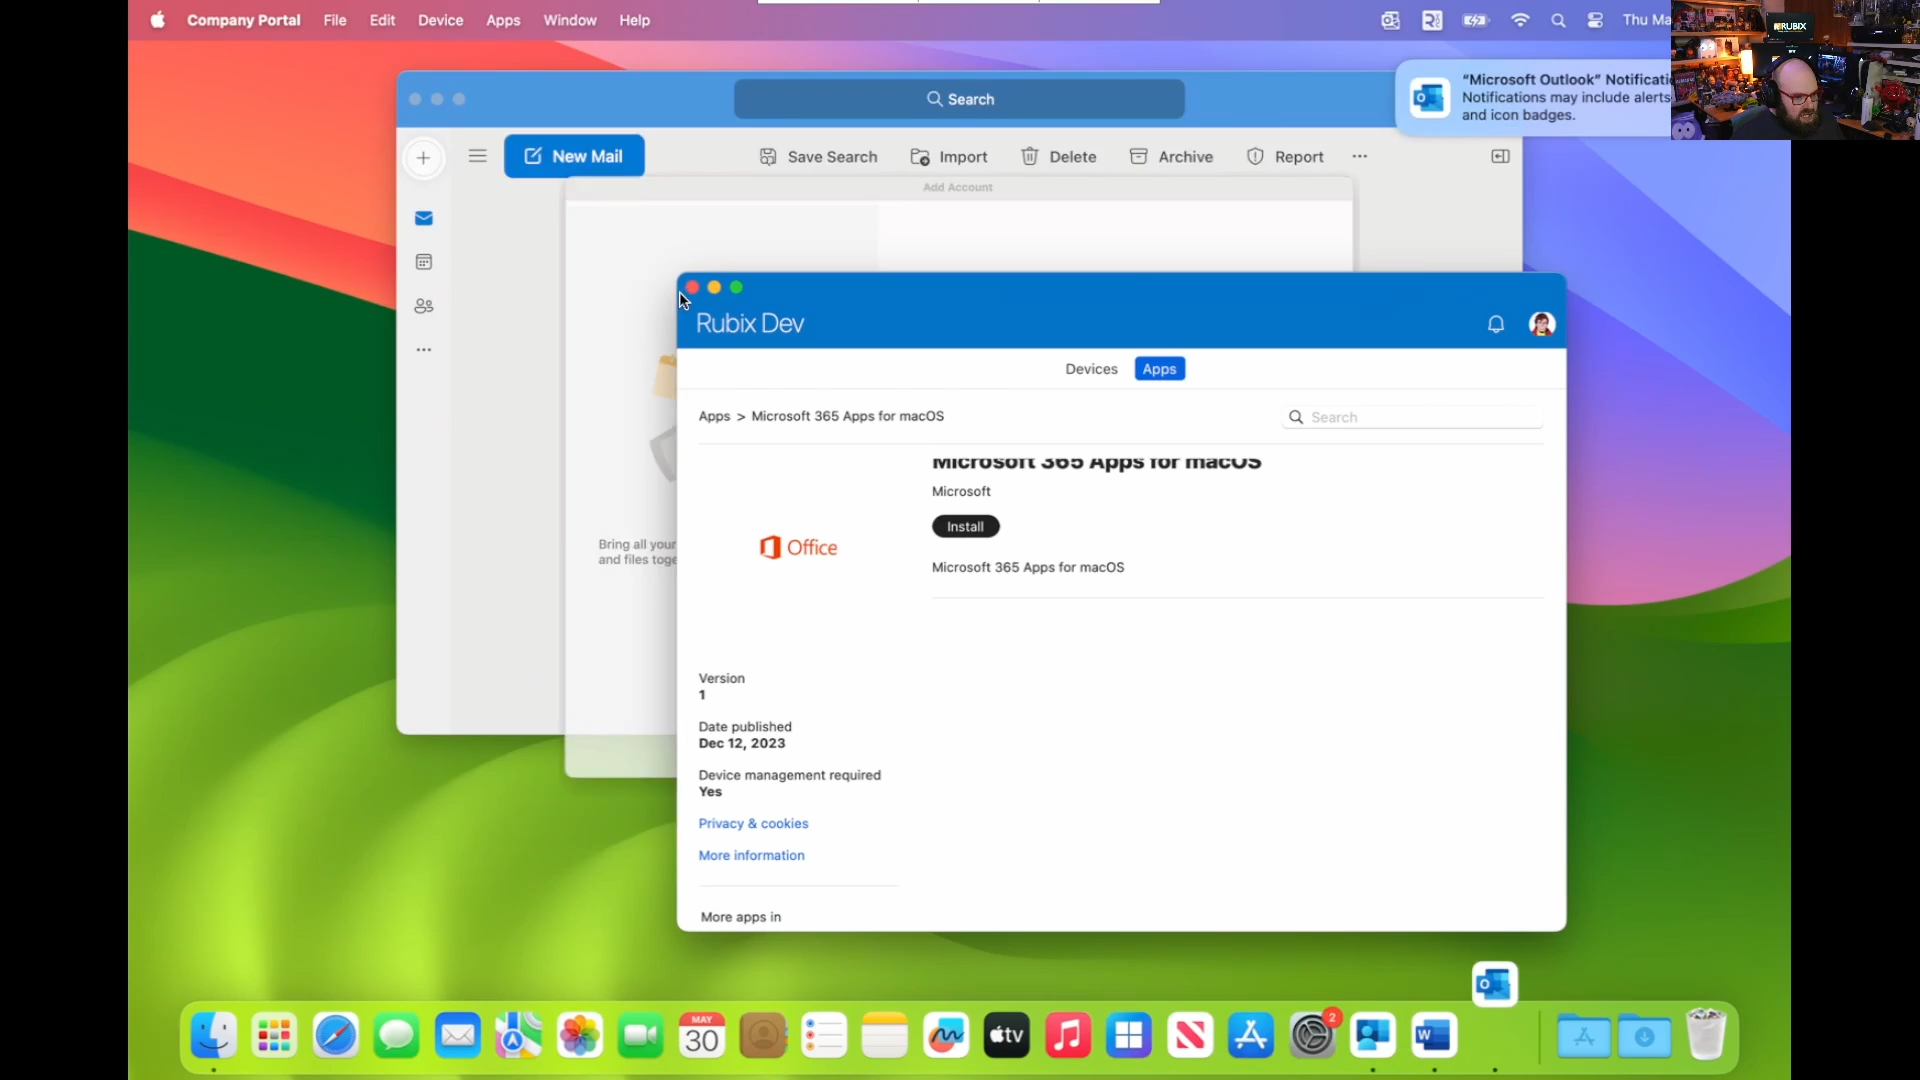 Company Portal File Edit Device Apps Window Help
Thu Ma
RUBIX
Search
"Microsoft Outlook"
Notifications may include alerts
and icon badges.
New Mail
Save Search
Import
Delete
Archive
Report
Add Account
Rubix Dev
Devices
Apps
Apps > Microsoft 365 Apps for macOS
Search
Microsoft 365 Apps for macOS
Microsoft
Install
Office
Microsoft 365 Apps for macOS
Bring all your
and files
Version
1
Date published
Dec 12, 2023
Device management required
Yes
Privacy & cookies
More information
More apps in
MAY
30
tv
2
W